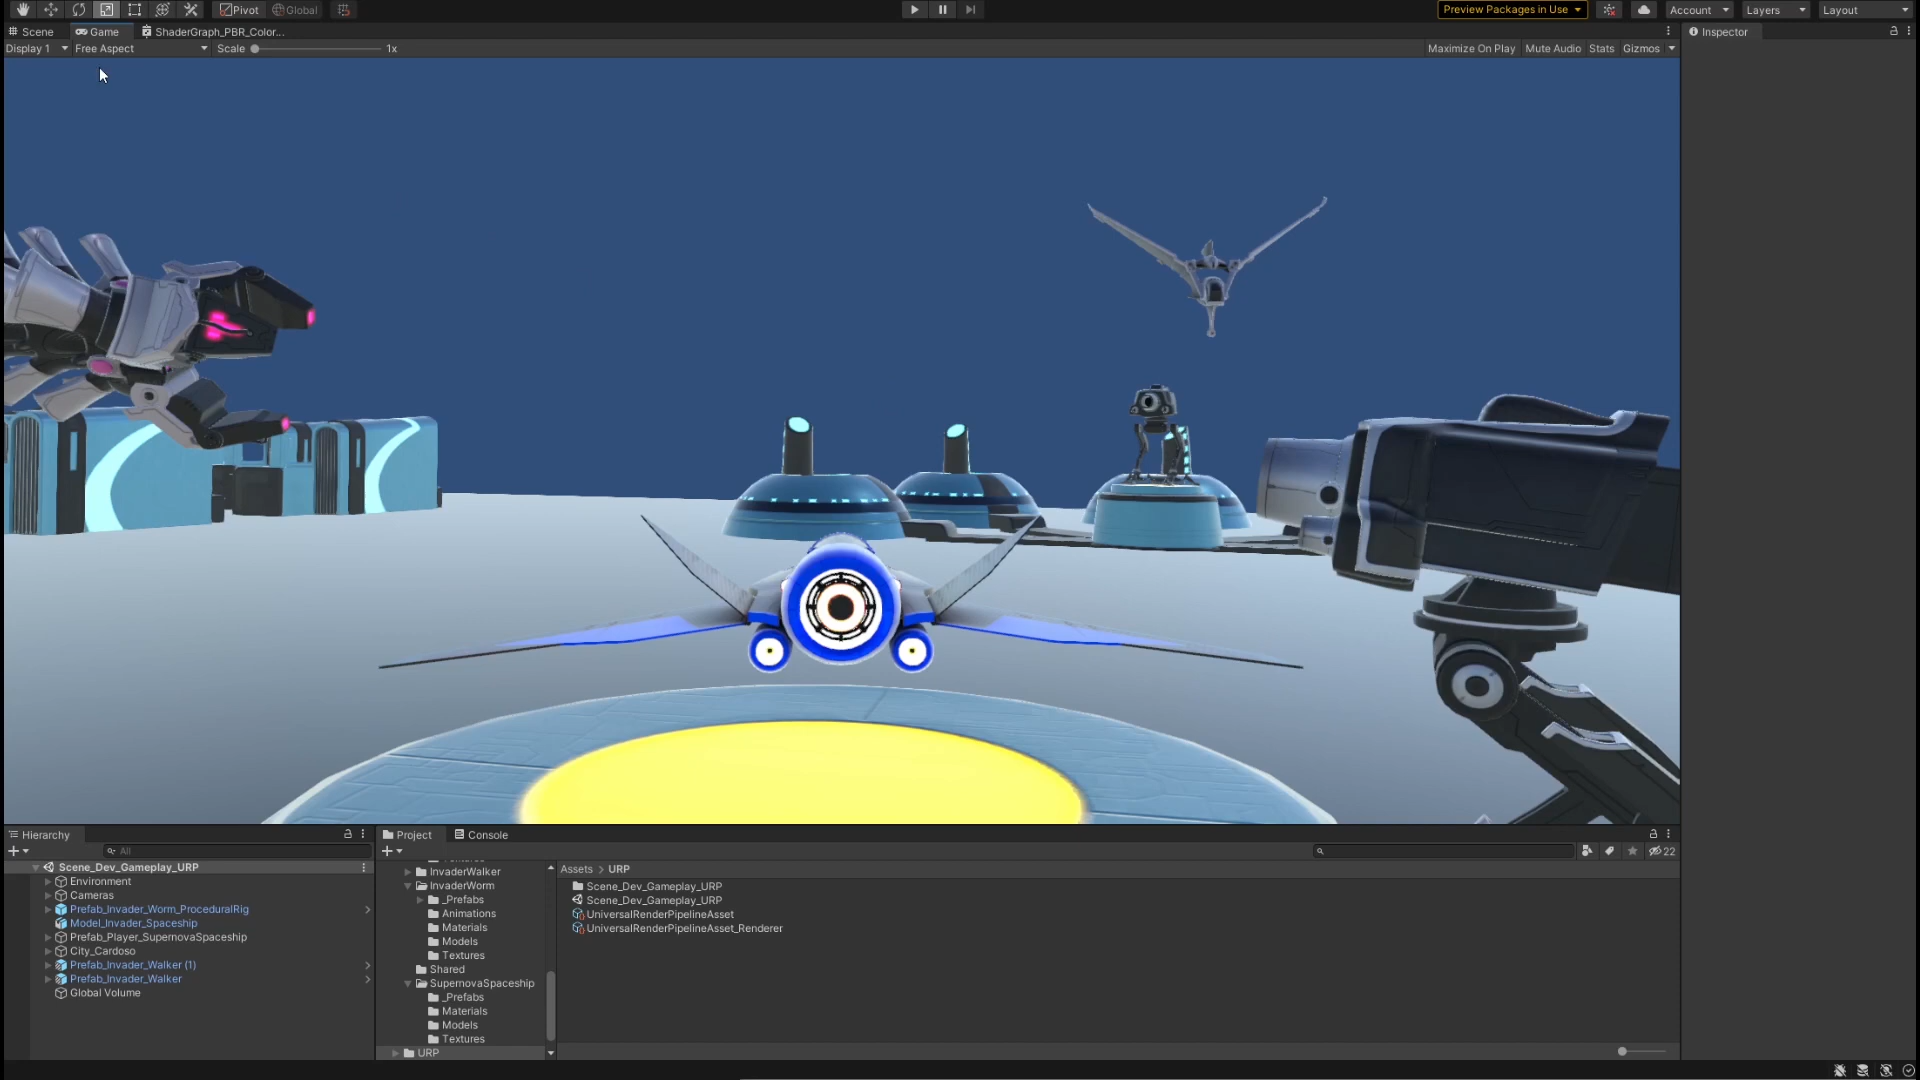 Pivot Global Preview Packages in Use Account Layers Layout
Scene Game ShaderGraph_PBR_Color... Inspector
Display 1 Free Aspect Scale 1x Maximize On Play Mute Audio Stats Gizmos
Hierarchy
All
Scene_Dev_Gameplay_URP
Environment
Cameras
Prefab_Invader_Worm_ProceduralRig
Model_Invader_Spaceship
Prefab_Player_SupernovaSpaceship
City_Cardoso
Prefab_Invader_Walker (1)
Prefab_Invader_Walker
Global Volume
Project Console
22
InvaderWalker
InvaderWorm
_Prefabs
Animations
Materials
Models
Textures
Shared
SupernovaSpaceship
_Prefabs
Materials
Models
Textures
URP
Assets > URP
Scene_Dev_Gameplay_URP
Scene_Dev_Gameplay_URP
UniversalRenderPipelineAsset
UniversalRenderPipelineAsset_Renderer